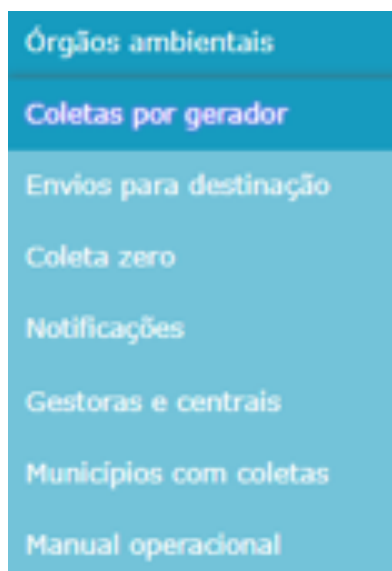 Órgãos ambientais
Coletas por gerador
Envios para destinação
Coleta zero
Notificações
Gestoras e centrais
Municípios com coletas
Manual operacional